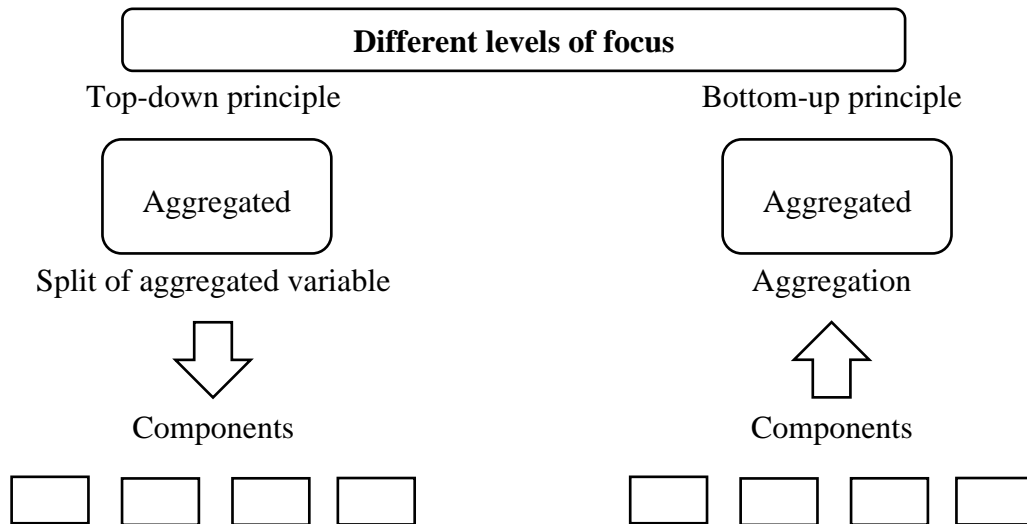 Different levels of focus
Top-down principle
Bottom-up principle
Aggregated
Aggregated
Split of aggregated variable
Aggregation
Components
Components